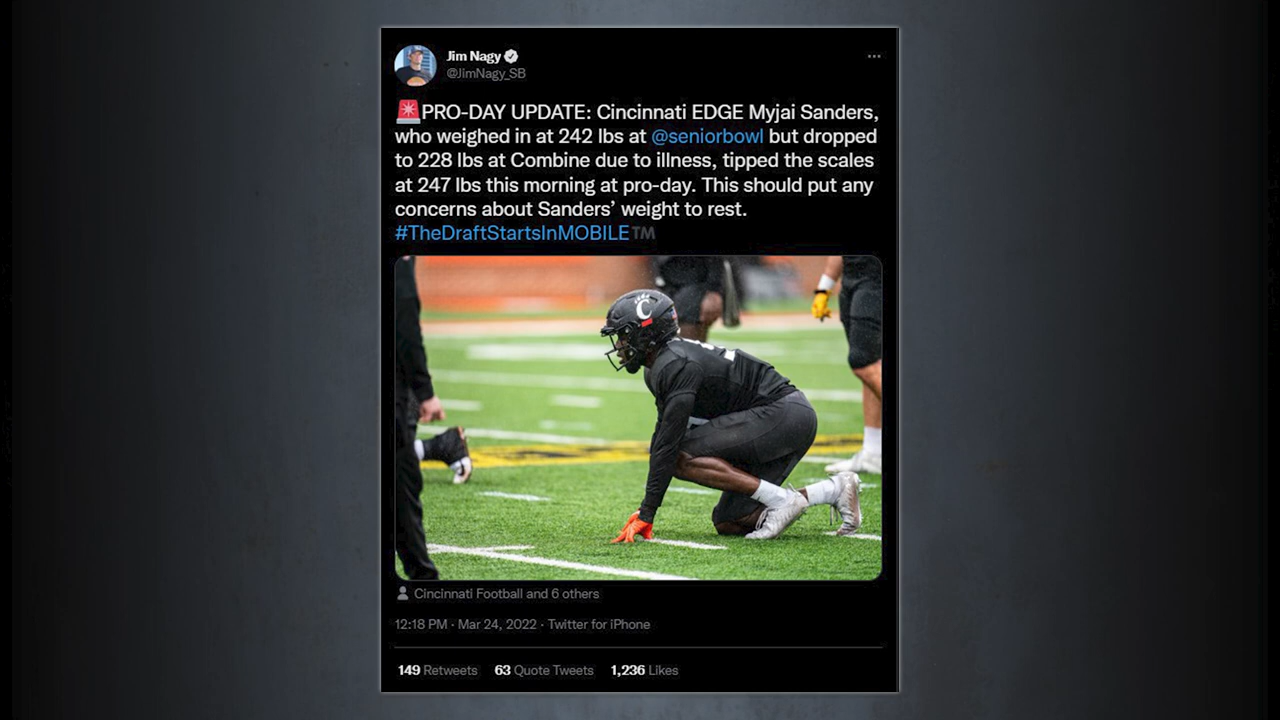 Jim Nagy
@JimNagy_SB
🚨PRO-DAY UPDATE: Cincinnati EDGE Myjai Sanders,
who weighed in at 242 lbs at @seniorbowl but dropped
to 228 lbs at Combine due to illness, tipped the scales
at 247 lbs this morning at pro-day. This should put any
concerns about Sanders’ weight to rest.
#TheDraftStartsInMOBILE™️
C
Cincinnati Football and 6 others
12:18 PM · Mar 24, 2022 · Twitter for iPhone
149 Retweets 63 Quote Tweets 1,236 Likes